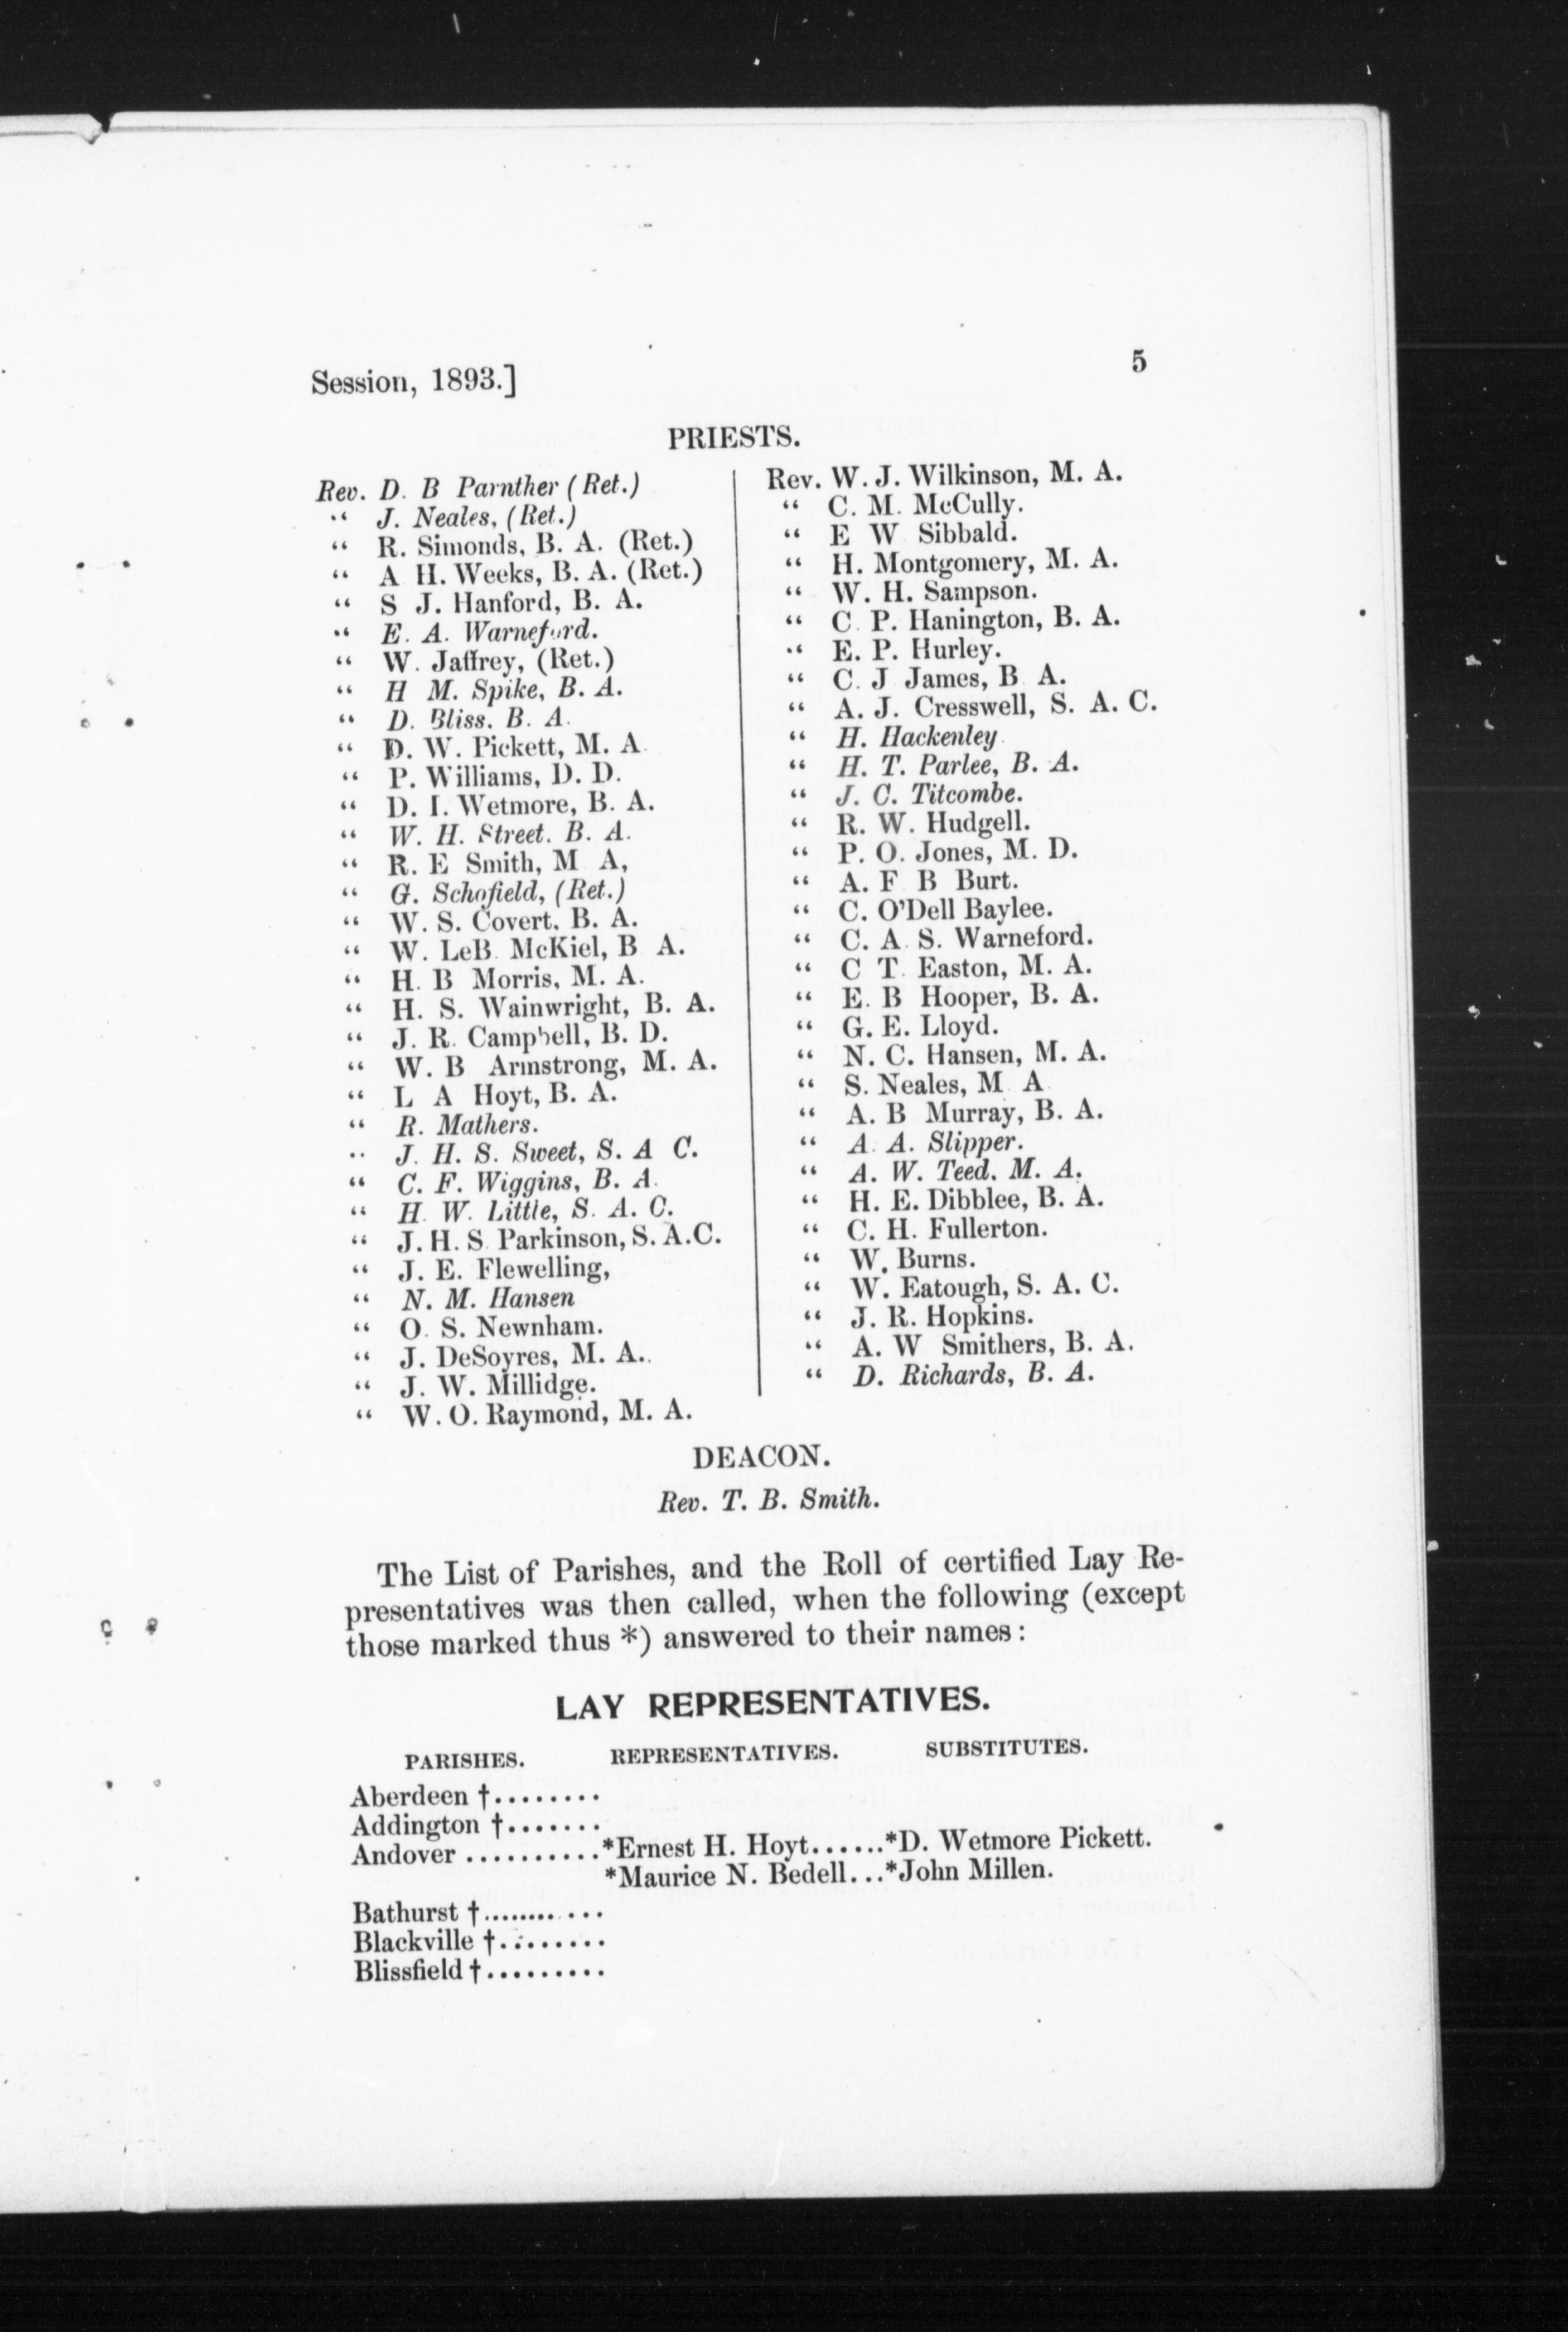 Session, 1893.]
5
PRIESTS.
Rev. D. B Parnther (Ret.)
“ J. Neales, (Ret.)
“ R. Simonds, B. A. (Ret.)
“ A H. Weeks, B. A. (Ret.)
“ S J. Hanford, B. A.
“ E. A. Warneford.
“ W. Jaffrey, (Ret.)
“ H M. Spike, B. A.
“ D. Bliss. B. A.
“ D. W. Pickett, M. A.
“ P. Williams, D. D.
“ D. I. Wetmore, B. A.
“ W. H. Street. B. A.
“ R. E Smith, M A,
“ G. Schofield, (Ret.)
“ W. S. Covert. B. A.
“ W. LeB. McKiel, B A.
“ H. B Morris, M. A.
“ H. S. Wainwright, B. A.
“ J. R. Campbell, B. D.
“ W. B Armstrong, M. A.
“ L A Hoyt, B. A.
“ R. Mathers.
“ J. H. S. Sweet, S. A C.
“ C. F. Wiggins, B. A.
“ H. W. Little, S. A. C.
“ J. H. S. Parkinson, S. A.C.
“ J. E. Flewelling,
“ N. M. Hansen
“ O. S. Newnham.
“ J. DeSoyres, M. A..
“ J. W. Millidge.
“ W. O. Raymond, M. A.
Rev. W. J. Wilkinson, M. A.
“ C. M. McCully.
“ E W Sibbald.
“ H. Montgomery, M. A.
“ W. H. Sampson.
“ C. P. Hanington, B. A.
“ E. P. Hurley.
“ C. J James, B. A.
“ A. J. Cresswell, S. A. C.
“ H. Hackenley.
“ H. T. Parlee, B. A.
“ J. C. Titcombe.
“ R. W. Hudgell.
“ P. O. Jones, M. D.
“ A. F B Burt.
“ C. O’Dell Baylee.
“ C. A. S. Warneford.
“ C T. Easton, M. A.
“ E. B Hooper, B. A.
“ G. E. Lloyd.
“ N. C. Hansen, M. A.
“ S. Neales, M. A.
“ A. B Murray, B. A.
“ A. A. Slipper.
“ A. W. Teed. M. A.
“ H. E. Dibblee, B. A.
“ C. H. Fullerton.
“ W. Burns.
“ W. Eatough, S. A. C.
“ J. R. Hopkins.
“ A. W Smithers, B. A.
“ D. Richards, B. A.
DEACON.
Rev. T. B. Smith.
The List of Parishes, and the Roll of certified Lay Re-
presentatives was then called, when the following (except
those marked thus *) answered to their names:
LAY REPRESENTATIVES.
PARISHES. REPRESENTATIVES. SUBSTITUTES.
Aberdeen †........
Addington †.......
Andover ..........*Ernest H. Hoyt......*D. Wetmore Pickett.
*Maurice N. Bedell...*John Millen.
Bathurst †...........
Blackville †........
Blissfield †.........